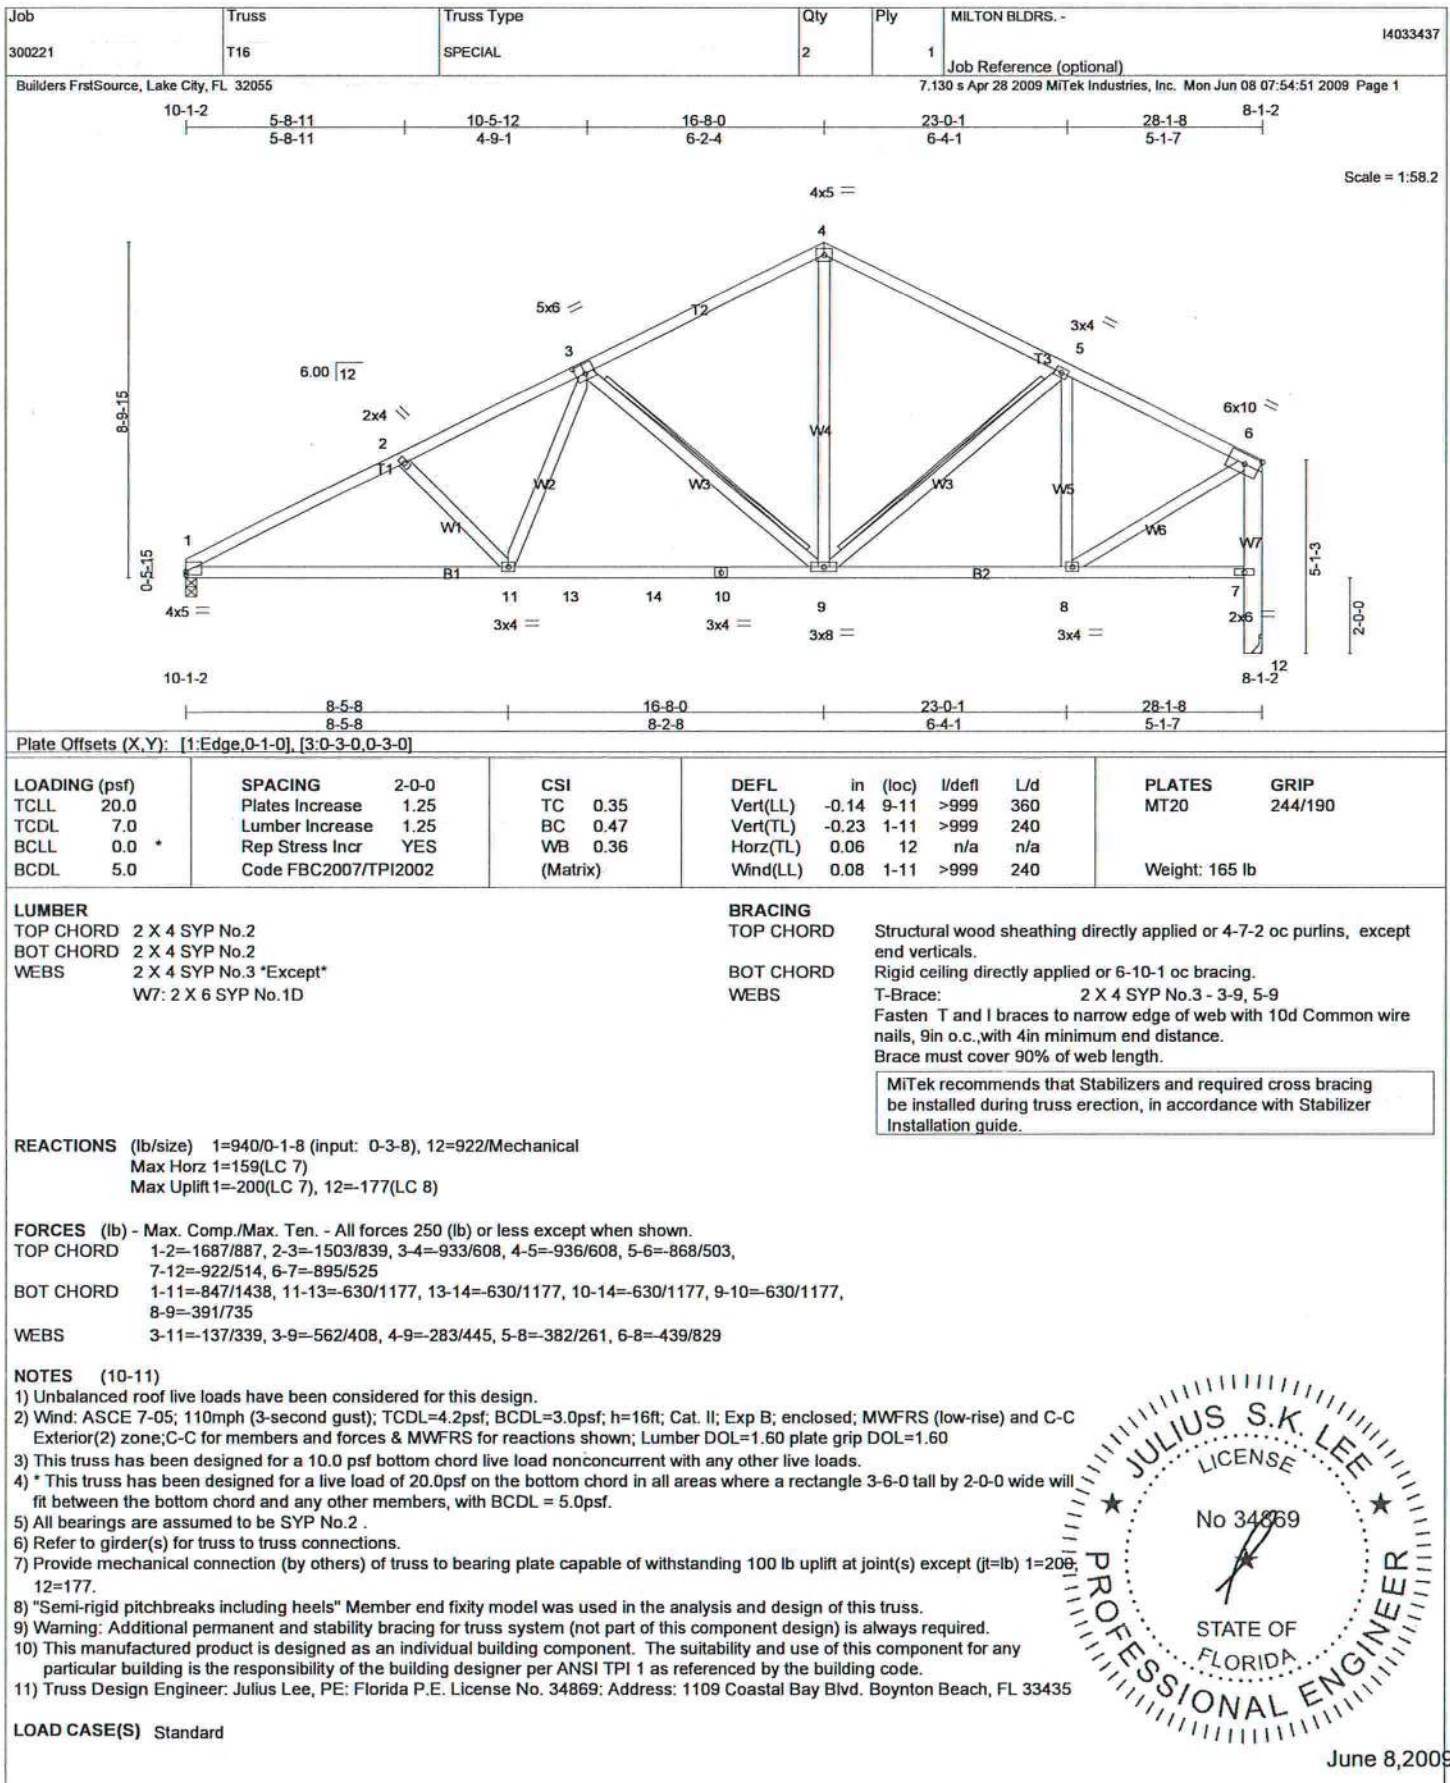 Job Truss Truss Type Qty Ply MILTON BLDRS. -
I4033437
300221 T16 SPECIAL 2 1
Job Reference (optional)
Builders FrstSource, Lake City, FL 32055 7.130 s Apr 28 2009 MiTek Industries, Inc. Mon Jun 08 07:54:51 2009 Page 1
10-1-2 8-1-2
5-8-11 10-5-12 16-8-0 23-0-1 28-1-8
5-8-11 4-9-1 6-2-4 6-4-1 5-1-7
Scale = 1:58.2
4x5 =
4
5x6
T2
3x4
3 5
T3
6.00 12
8-9-15
2x4
6x10
2 6
T1 W4
W2 W3 W3 W5
W1 W6
1 W7
0-5-15 5-1-3
B1 B2
7
4x5 = 11 13 14 10 9 8 2x6 = 2-0-0
3x4 = 3x4 = 3x8 = 3x4 =
12
10-1-2 8-1-2
8-5-8 16-8-0 23-0-1 28-1-8
8-5-8 8-2-8 6-4-1 5-1-7
Plate Offsets (X,Y): [1:Edge,0-1-0], [3:0-3-0,0-3-0]
LOADING (psf) SPACING 2-0-0 CSI DEFL in (loc) l/defl L/d PLATES GRIP
TCLL 20.0 Plates Increase 1.25 TC 0.35 Vert(LL) -0.14 9-11 >999 360 MT20 244/190
TCDL 7.0 Lumber Increase 1.25 BC 0.47 Vert(TL) -0.23 1-11 >999 240
BCLL 0.0 * Rep Stress Incr YES WB 0.36 Horz(TL) 0.06 12 n/a n/a
BCDL 5.0 Code FBC2007/TPI2002 (Matrix) Wind(LL) 0.08 1-11 >999 240 Weight: 165 lb
LUMBER
TOP CHORD 2 X 4 SYP No.2
BOT CHORD 2 X 4 SYP No.2
WEBS 2 X 4 SYP No.3 *Except*
W7: 2 X 6 SYP No.1D
BRACING
TOP CHORD Structural wood sheathing directly applied or 4-7-2 oc purlins, except
end verticals.
BOT CHORD Rigid ceiling directly applied or 6-10-1 oc bracing.
WEBS T-Brace: 2 X 4 SYP No.3 - 3-9, 5-9
Fasten T and I braces to narrow edge of web with 10d Common wire
nails, 9in o.c.,with 4in minimum end distance.
Brace must cover 90% of web length.
MiTek recommends that Stabilizers and required cross bracing
be installed during truss erection, in accordance with Stabilizer
Installation guide.
REACTIONS (lb/size) 1=940/0-1-8 (input: 0-3-8), 12=922/Mechanical
Max Horz 1=159(LC 7)
Max Uplift 1=-200(LC 7), 12=-177(LC 8)
FORCES (lb) - Max. Comp./Max. Ten. - All forces 250 (lb) or less except when shown.
TOP CHORD 1-2=-1687/887, 2-3=-1503/839, 3-4=-933/608, 4-5=-936/608, 5-6=-868/503,
7-12=-922/514, 6-7=-895/525
BOT CHORD 1-11=-847/1438, 11-13=-630/1177, 13-14=-630/1177, 10-14=-630/1177, 9-10=-630/1177,
8-9=-391/735
WEBS 3-11=-137/339, 3-9=-562/408, 4-9=-283/445, 5-8=-382/261, 6-8=-439/829
NOTES (10-11)
1) Unbalanced roof live loads have been considered for this design.
2) Wind: ASCE 7-05; 110mph (3-second gust); TCDL=4.2psf; BCDL=3.0psf; h=16ft; Cat. II; Exp B; enclosed; MWFRS (low-rise) and C-C
Exterior(2) zone;C-C for members and forces & MWFRS for reactions shown; Lumber DOL=1.60 plate grip DOL=1.60
3) This truss has been designed for a 10.0 psf bottom chord live load nonconcurrent with any other live loads.
4) * This truss has been designed for a live load of 20.0psf on the bottom chord in all areas where a rectangle 3-6-0 tall by 2-0-0 wide will
fit between the bottom chord and any other members, with BCDL = 5.0psf.
5) All bearings are assumed to be SYP No.2 .
6) Refer to girder(s) for truss to truss connections.
7) Provide mechanical connection (by others) of truss to bearing plate capable of withstanding 100 lb uplift at joint(s) except (jt=lb) 1=200,
12=177.
8) "Semi-rigid pitchbreaks including heels" Member end fixity model was used in the analysis and design of this truss.
9) Warning: Additional permanent and stability bracing for truss system (not part of this component design) is always required.
10) This manufactured product is designed as an individual building component. The suitability and use of this component for any
particular building is the responsibility of the building designer per ANSI TPI 1 as referenced by the building code.
11) Truss Design Engineer: Julius Lee, PE: Florida P.E. License No. 34869: Address: 1109 Coastal Bay Blvd. Boynton Beach, FL 33435
LOAD CASE(S) Standard
JULIUS S.K LEE
LICENSE
No 34869
STATE OF
FLORIDA
PROFESSIONAL ENGINEER
June 8,2009